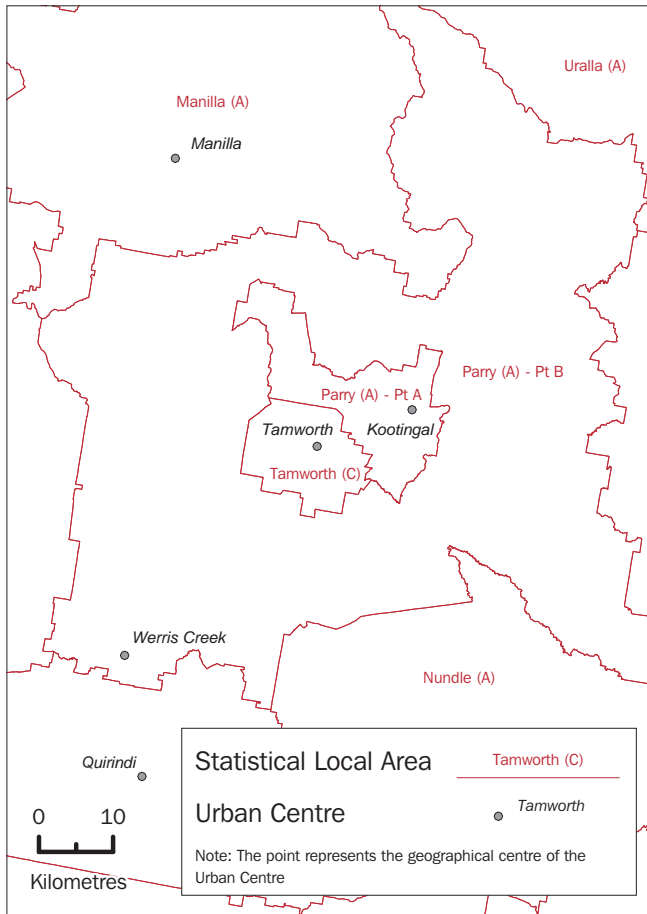 Uralla (A)
Manilla (A)
Manilla
Parry (A) - Pt B
Parry (A) - Pt A
Kootingal
Tamworth
Tamworth (C)
Werris Creek
Nundle (A)
Quirindi
Statistical Local Area
Tamworth (C)
Urban Centre
Tamworth
Note: The point represents the geographical centre of the
Urban Centre
0 10
Kilometres